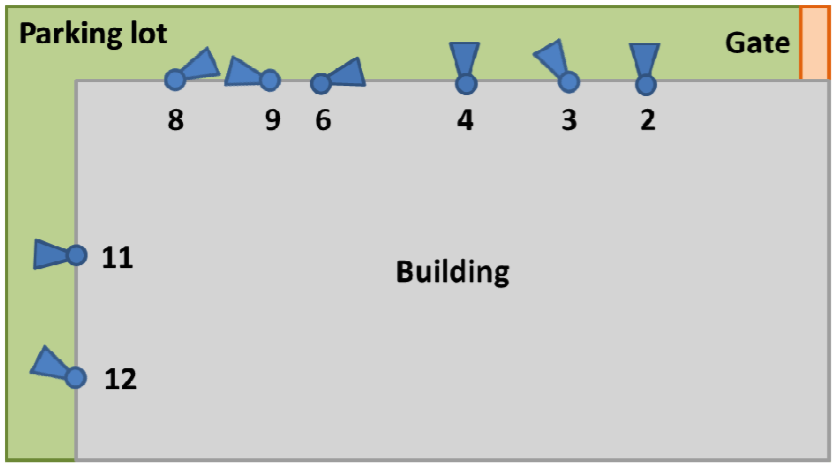 Parking lot
Gate
8 9 6 4 3 2
11
Building
12